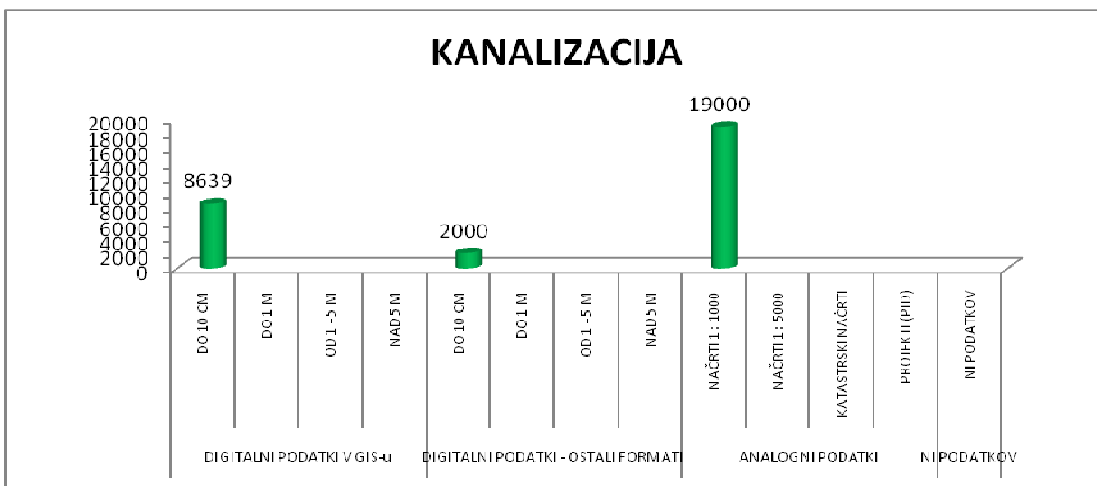 KANALIZACIJA
19000
20000
18000
16000
14000
12000
10000
8000
6000
4000
2000
0
8639
2000
DO 10 CM
DO 1 M
OD 1 - 5 M
NAD 5 M
DO 10 CM
DO 1 M
OD 1 - 5 M
NAD 5 M
NAČRTI 1 : 1000
NAČRTI 1 : 5000
KATASTRSKI NAČRTI
PROJEKTI (PID)
NI PODATKOV
DIGITALNI PODATKI V GIS-u
DIGITALNI PODATKI - OSTALI FORMATI
ANALOGNI PODATKI
NI PODATKOV